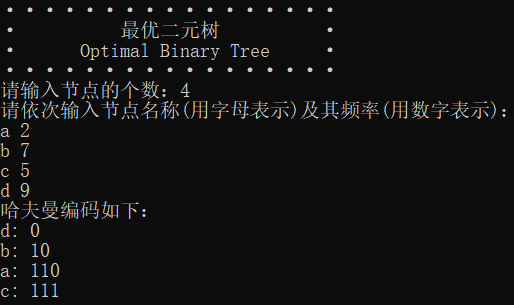 最优二元树
Optimal Binary Tree
请输入节点的个数：4
请依次输入节点名称(用字母表示)及其频率(用数字表示)：
a 2
b 7
c 5
d 9
哈夫曼编码如下：
d: 0
b: 10
a: 110
c: 111